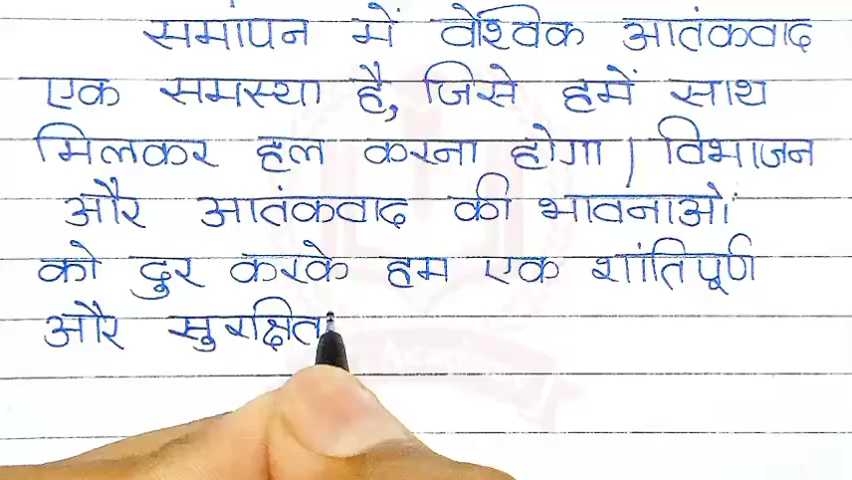 समापन में वैश्विक आतंकवाद
एक समस्या है, जिसे हमें साथ
मिलकर हल करना होगा। विभाजन
और आतंकवाद की भावनाओं
को दुर करके हम एक शांतिपूर्ण
और सुरक्षित